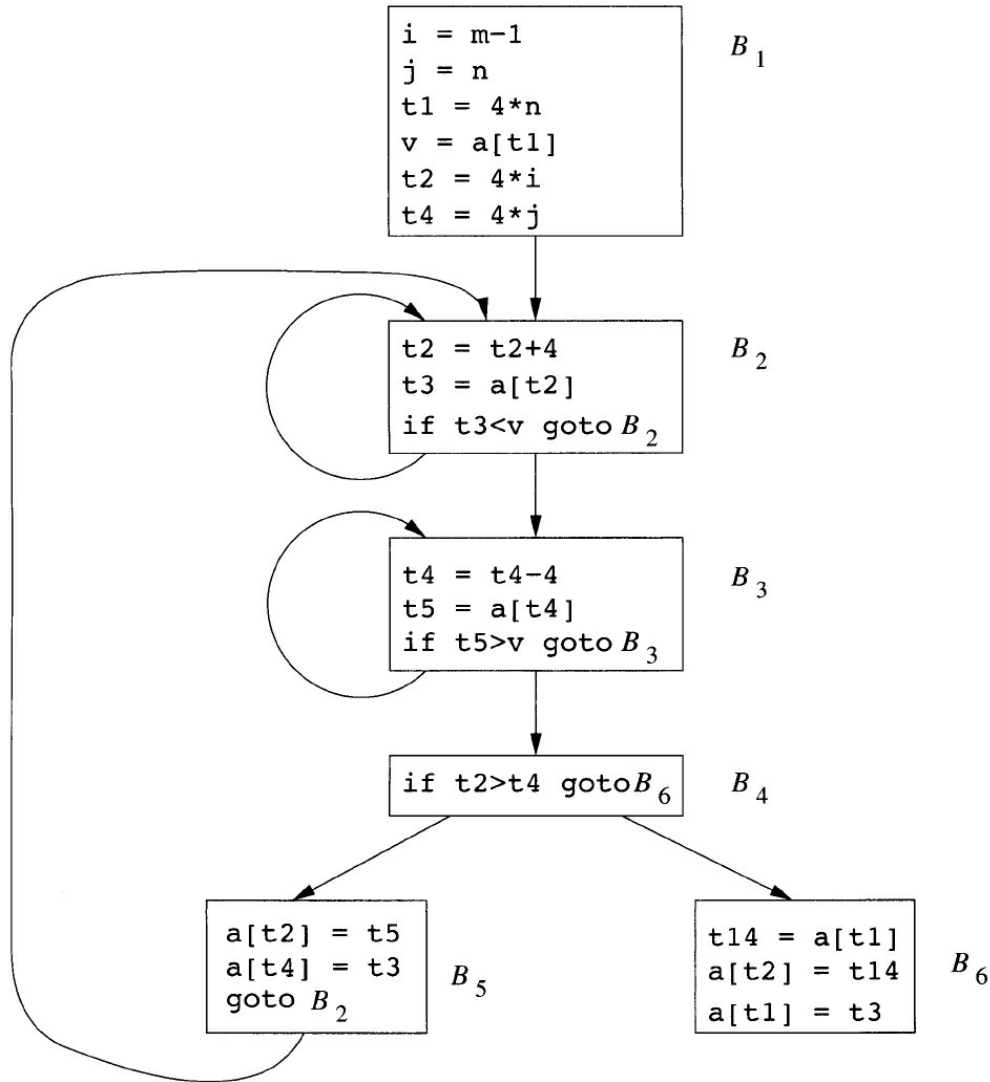 i = m-1
j = n
t1 = 4*n
v = a[t1]
t2 = 4*i
t4 = 4*j
B1
t2 = t2+4
t3 = a[t2]
if t3<v goto B2
B2
t4 = t4-4
t5 = a[t4]
if t5>v goto B3
B3
if t2>t4 goto B6
B4
a[t2] = t5
a[t4] = t3
goto B2
B5
t14 = a[t1]
a[t2] = t14
a[t1] = t3
B6